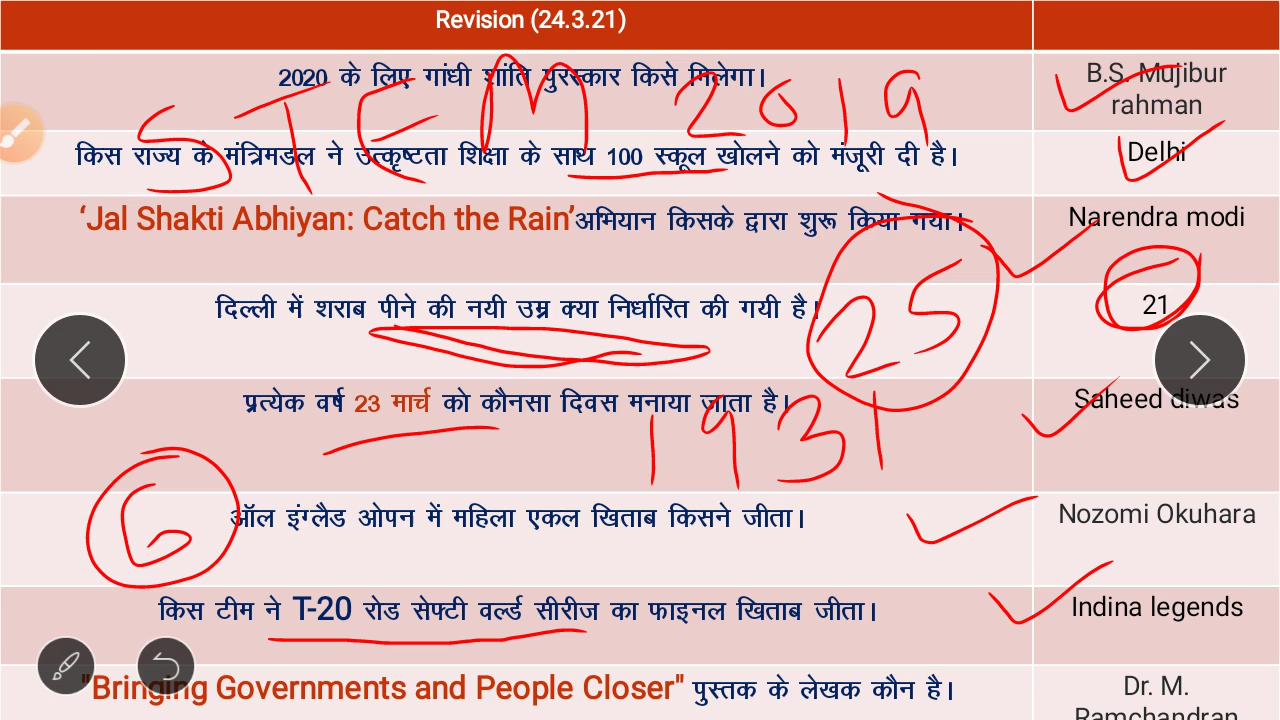 Revision (24.3.21)
2020 के लिए गांधी शांति पुरस्कार किसे मिलेगा।
B.S. Mujibur
rahman
STEM 2019
किस राज्य के मंत्रिमडल ने उत्कृष्टता शिक्षा के साथ 100 स्कूल खोलने को मंजूरी दी है।
Delhi
‘Jal Shakti Abhiyan: Catch the Rain’अभियान किसके द्वारा शुरू किया गया।
Narendra modi
दिल्ली में शराब पीने की नयी उम्र क्या निर्धारित की गयी है।
25
21
प्रत्येक वर्ष 23 मार्च को कौनसा दिवस मनाया जाता है।
Saheed diwas
1931
6
ऑल इंग्लैड ओपन में महिला एकल खिताब किसने जीता।
Nozomi Okuhara
किस टीम ने T-20 रोड सेफ्टी वर्ल्ड सीरीज का फाइनल खिताब जीता।
Indina legends
"Bringing Governments and People Closer" पुस्तक के लेखक कौन है।
Dr. M.
Ramchandran